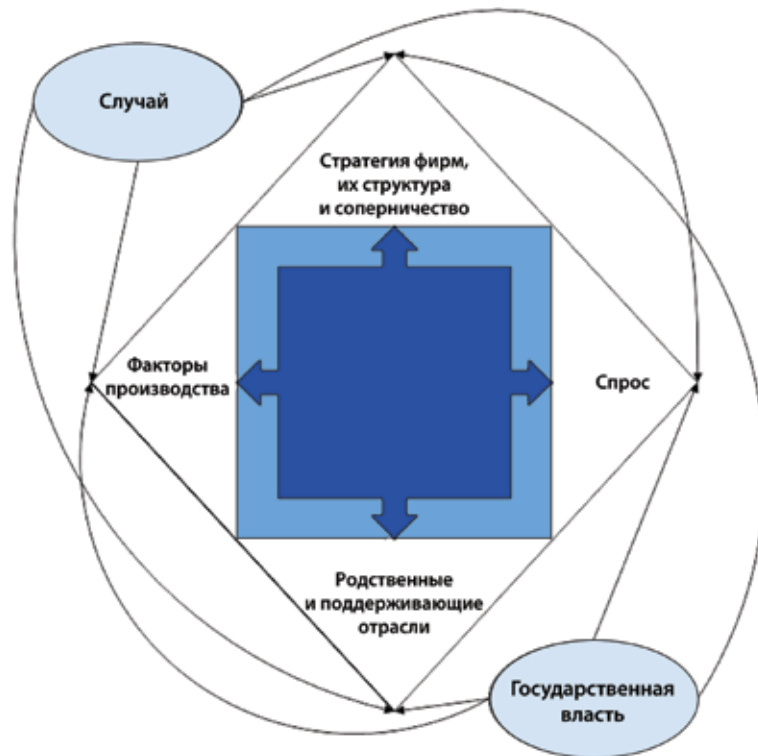 Случай
Стратегия фирм,
их структура
и соперничество
Факторы
производства
Спрос
Родственные
и поддерживающие
отрасли
Государственная
власть